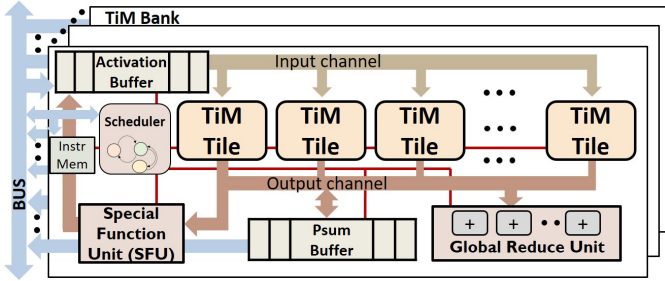 TiM Bank
Activation
Buffer
Input channel
Scheduler
TiM
Tile
TiM
Tile
TiM
Tile
TiM
Tile
Instr
Mem
BUS
Output channel
Special
Function
Unit (SFU)
Psum
Buffer
+
+
+
Global Reduce Unit